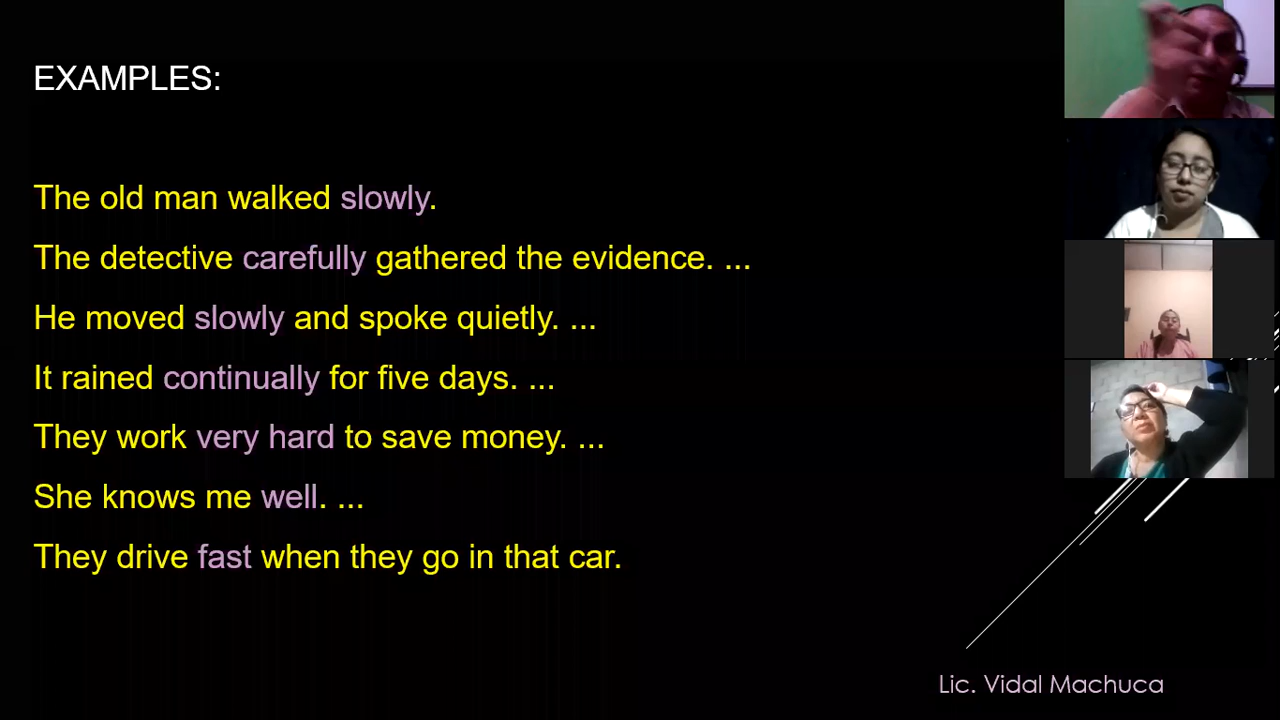 EXAMPLES:
The old man walked slowly.
The detective carefully gathered the evidence. ...
He moved slowly and spoke quietly. ...
It rained continually for five days. ...
They work very hard to save money. ...
She knows me well. ...
They drive fast when they go in that car.
Lic. Vidal Machuca